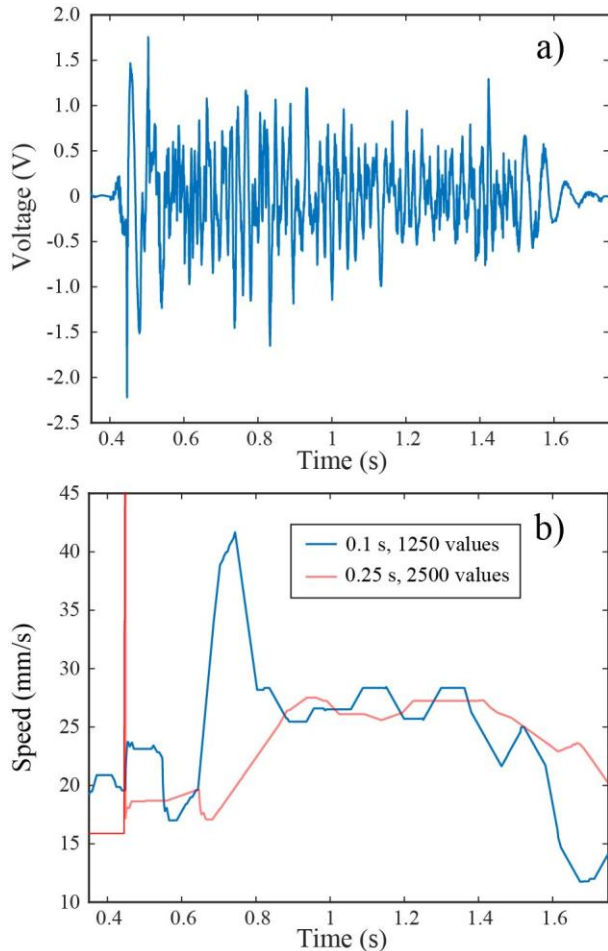 a)
Voltage (V)
2.0
1.5
1.0
0.5
0
-0.5
-1.0
-1.5
-2.0
-2.5
0.4 0.6 0.8 1 1.2 1.4 1.6
Time (s)
b)
Speed (mm/s)
45
40
35
30
25
20
15
10
0.1 s, 1250 values
0.25 s, 2500 values
0.4 0.6 0.8 1 1.2 1.4 1.6
Time (s)